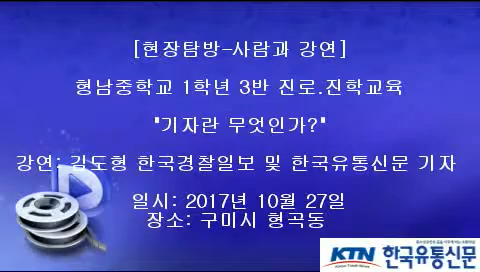 [현장탐방-사람과 강연]
형남중학교 1학년 3반 진로.진학교육
"기자란 무엇인가?"
강연: 김도형 한국경찰일보 및 한국유통신문 기자
일시: 2017년 10월 27일
장소: 구미시 형곡동
KTN 한국유통신문